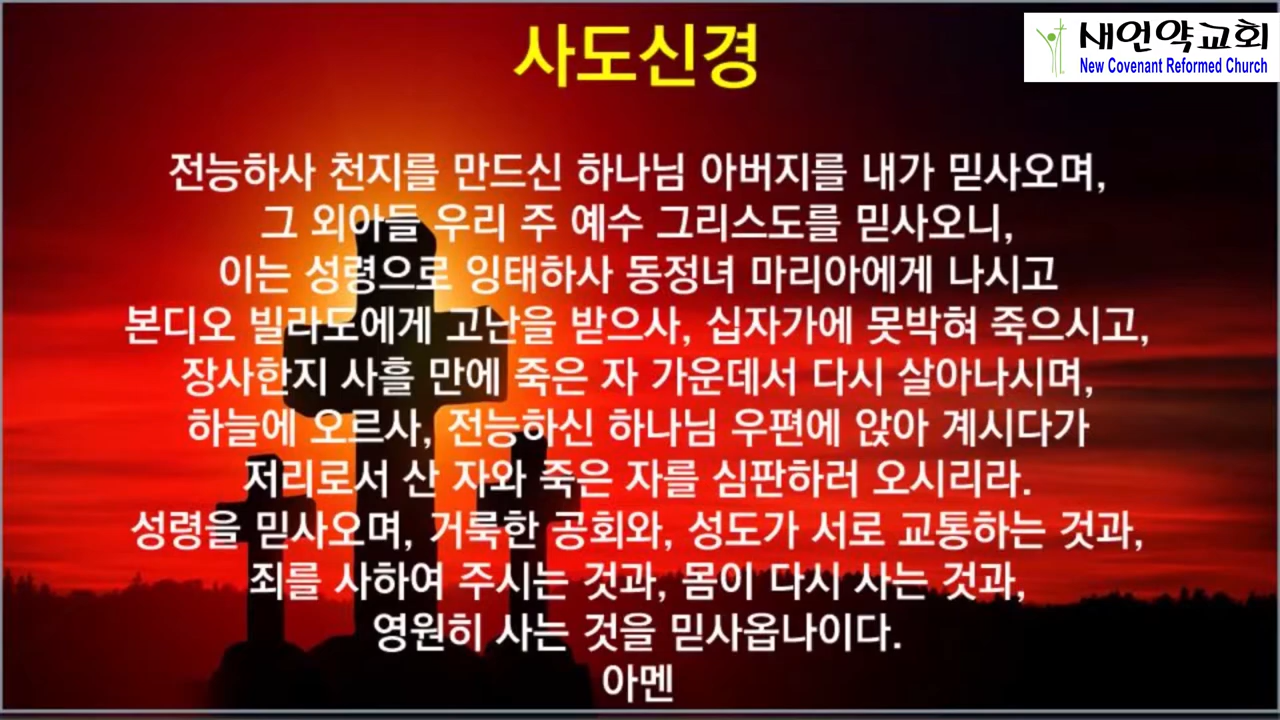 사도신경
새언약교회
New Covenant Reformed Church
전능하사 천지를 만드신 하나님 아버지를 내가 믿사오며,
그 외아들 우리 주 예수 그리스도를 믿사오니,
이는 성령으로 잉태하사 동정녀 마리아에게 나시고
본디오 빌라도에게 고난을 받으사, 십자가에 못박혀 죽으시고,
장사한지 사흘 만에 죽은 자 가운데서 다시 살아나시며,
하늘에 오르사, 전능하신 하나님 우편에 앉아 계시다가
저리로서 산 자와 죽은 자를 심판하러 오시리라.
성령을 믿사오며, 거룩한 공회와, 성도가 서로 교통하는 것과,
죄를 사하여 주시는 것과, 몸이 다시 사는 것과,
영원히 사는 것을 믿사옵나이다.
아멘